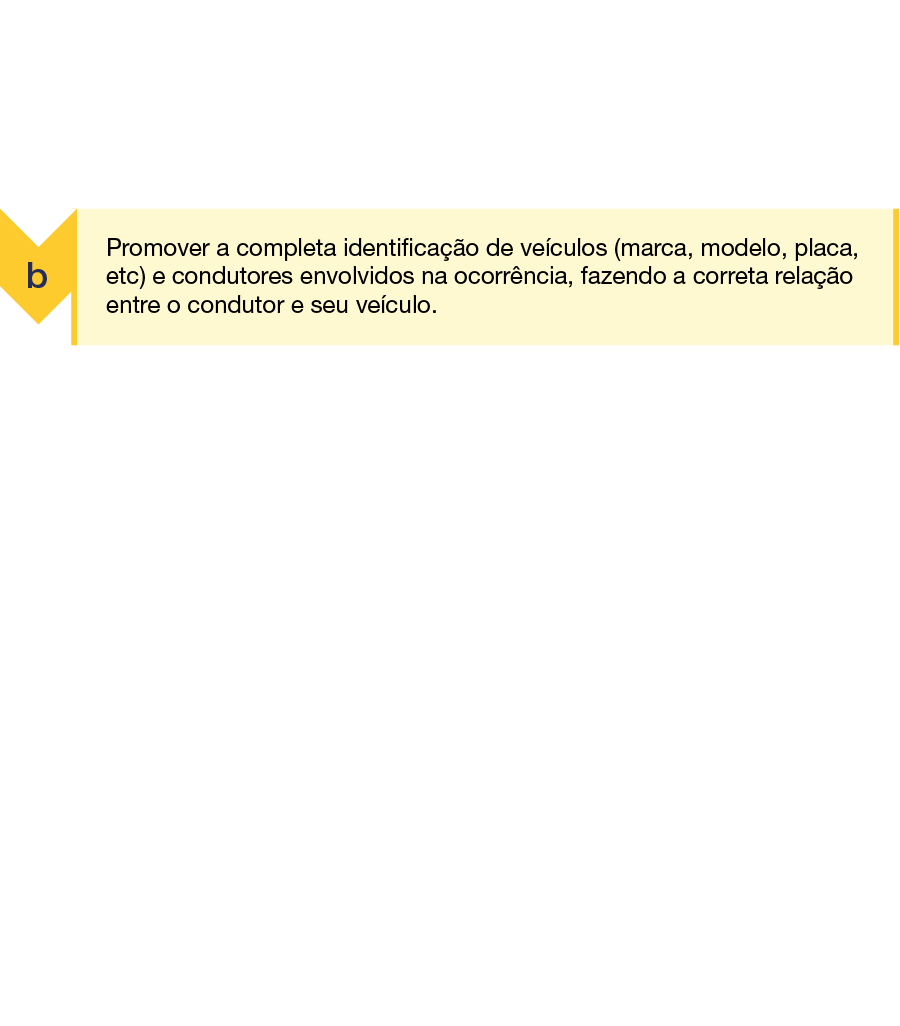 b
Promover a completa identificação de veículos (marca, modelo, placa,
etc) e condutores envolvidos na ocorrência, fazendo a correta relação
entre o condutor e seu veículo.